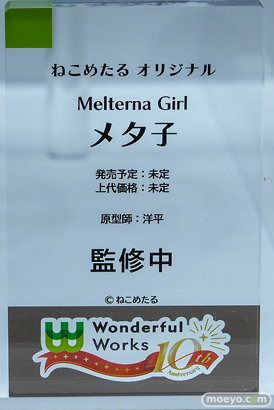 ねこめたる オリジナル
Melterna Girl
メタ子
発売予定：未定
上代価格：未定
原型師：洋平
監修中
© ねこめたる
Wonderful
Works
10th
Anniversary
moeyo.com